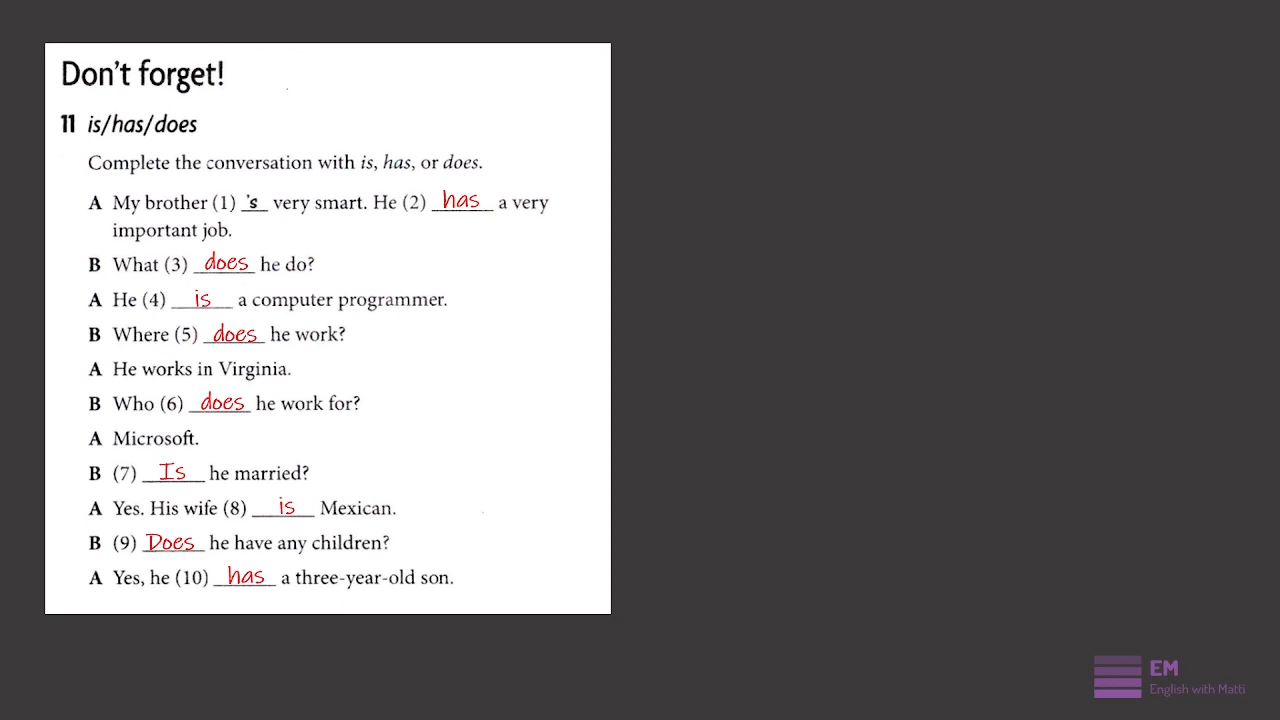 Don't forget!
11 is/has/does
Complete the conversation with is, has, or does.
A My brother (1) 's very smart. He (2) has a very
important job.
B What (3) does he do?
A He (4) is a computer programmer.
B Where (5) does he work?
A He works in Virginia.
B Who (6) does he work for?
A Microsoft.
B (7) Is he married?
A Yes. His wife (8) is Mexican.
B (9) Does he have any children?
A Yes, he (10) has a three-year-old son.
EM
English with Matti